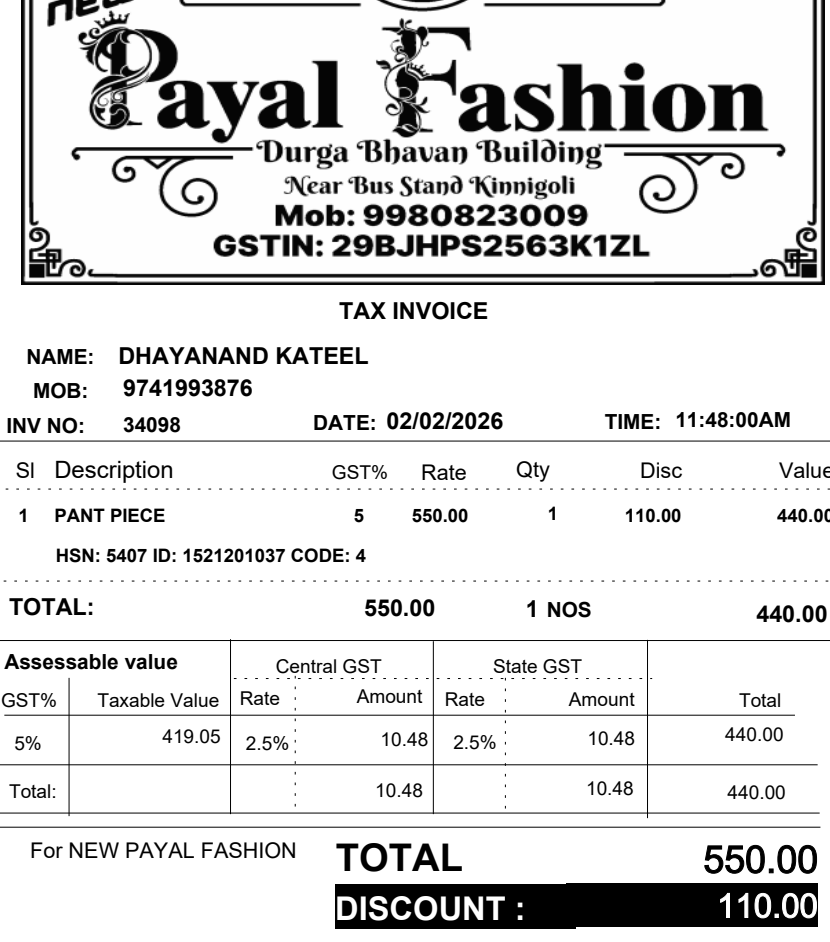 new
Payal Fashion
Durga Bhavan Building
Near Bus Stand Kinnigoli
Mob: 9980823009
GSTIN: 29BJHPS2563K1ZL
TAX INVOICE
NAME: DHAYANAND KATEEL
MOB: 9741993876
INV NO: 34098 DATE: 02/02/2026 TIME: 11:48:00AM
Sl Description GST% Rate Qty Disc Value
1 PANT PIECE 5 550.00 1 110.00 440.00
HSN: 5407 ID: 1521201037 CODE: 4
TOTAL: 550.00 1 NOS 440.00
Assessable value Central GST State GST
GST% Taxable Value Rate Amount Rate Amount Total
5% 419.05 2.5% 10.48 2.5% 10.48 440.00
Total: 10.48 10.48 440.00
For NEW PAYAL FASHION TOTAL 550.00
DISCOUNT : 110.00